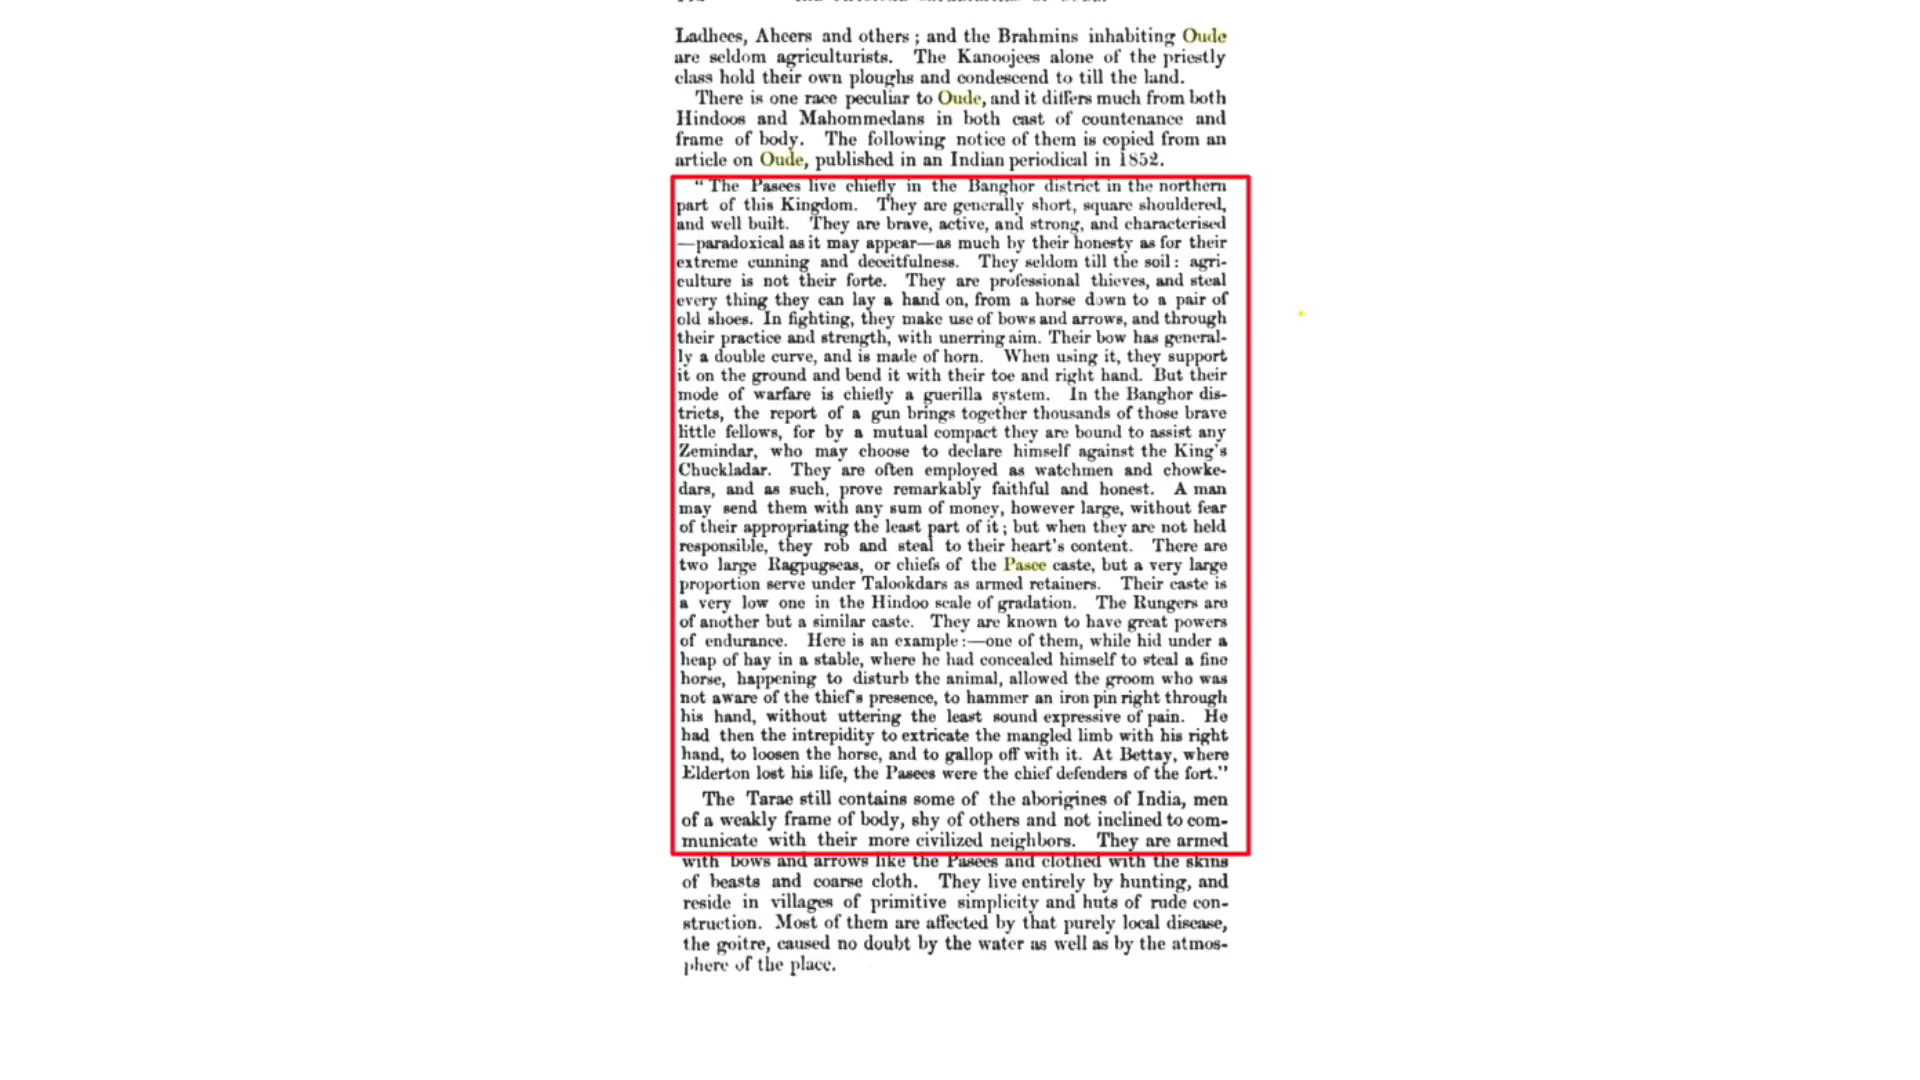 Ladhees, Aheers and others; and the Brahmins inhabiting Oude
are seldom agriculturists. The Kanoojees alone of the priestly
class hold their own ploughs and condescend to till the land.
There is one race peculiar to Oude, and it differs much from both
Hindoos and Mahommedans in both cast of countenance and
frame of body. The following notice of them is copied from an
article on Oude, published in an Indian periodical in 1852.
“ The Pasees live chiefly in the Banghor district in the northern
part of this Kingdom. They are generally short, square shouldered,
and well built. They are brave, active, and strong, and characterised
—paradoxical as it may appear—as much by their honesty as for their
extreme cunning and deceitfulness. They seldom till the soil: agri-
culture is not their forte. They are professional thieves, and steal
every thing they can lay a hand on, from a horse down to a pair of
old shoes. In fighting, they make use of bows and arrows, and through
their practice and strength, with unerring aim. Their bow has general-
ly a double curve, and is made of horn. When using it, they support
it on the ground and bend it with their toe and right hand. But their
mode of warfare is chiefly a guerilla system. In the Banghor dis-
tricts, the report of a gun brings together thousands of those brave
little fellows, for by a mutual compact they are bound to assist any
Zemindar, who may choose to declare himself against the King's
Chuckladar. They are often employed as watchmen and chowke-
dars, and as such, prove remarkably faithful and honest. A man
may send them with any sum of money, however large, without fear
of their appropriating the least part of it; but when they are not held
responsible, they rob and steal to their heart's content. There are
two large Ragpugseas, or chiefs of the Pasee caste, but a very large
proportion serve under Talookdars as armed retainers. Their caste is
a very low one in the Hindoo scale of gradation. The Rungers are
of another but a similar caste. They are known to have great powers
of endurance. Here is an example:—one of them, while hid under a
heap of hay in a stable, where he had concealed himself to steal a fine
horse, happening to disturb the animal, allowed the groom who was
not aware of the thief's presence, to hammer an iron pin right through
his hand, without uttering the least sound expressive of pain. He
had then the intrepidity to extricate the mangled limb with his right
hand, to loosen the horse, and to gallop off with it. At Bettay, where
Elderton lost his life, the Pasees were the chief defenders of the fort.”
The Tarae still contains some of the aborigines of India, men
of a weakly frame of body, shy of others and not inclined to com-
municate with their more civilized neighbors. They are armed
with bows and arrows like the Pasees and clothed with the skins
of beasts and coarse cloth. They live entirely by hunting, and
reside in villages of primitive simplicity and huts of rude con-
struction. Most of them are affected by that purely local disease,
the goitre, caused no doubt by the water as well as by the atmos-
phere of the place.